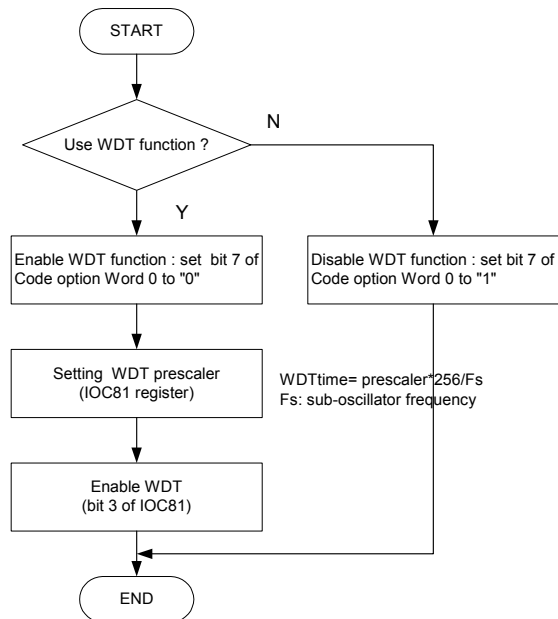 START
Use WDT function ?
N
Y
Enable WDT function : set bit 7 of
Code option Word 0 to "0"
Disable WDT function : set bit 7 of
Code option Word 0 to "1"
Setting WDT prescaler
(IOC81 register)
WDTtime= prescaler*256/Fs
Fs: sub-oscillator frequency
Enable WDT
(bit 3 of IOC81)
END